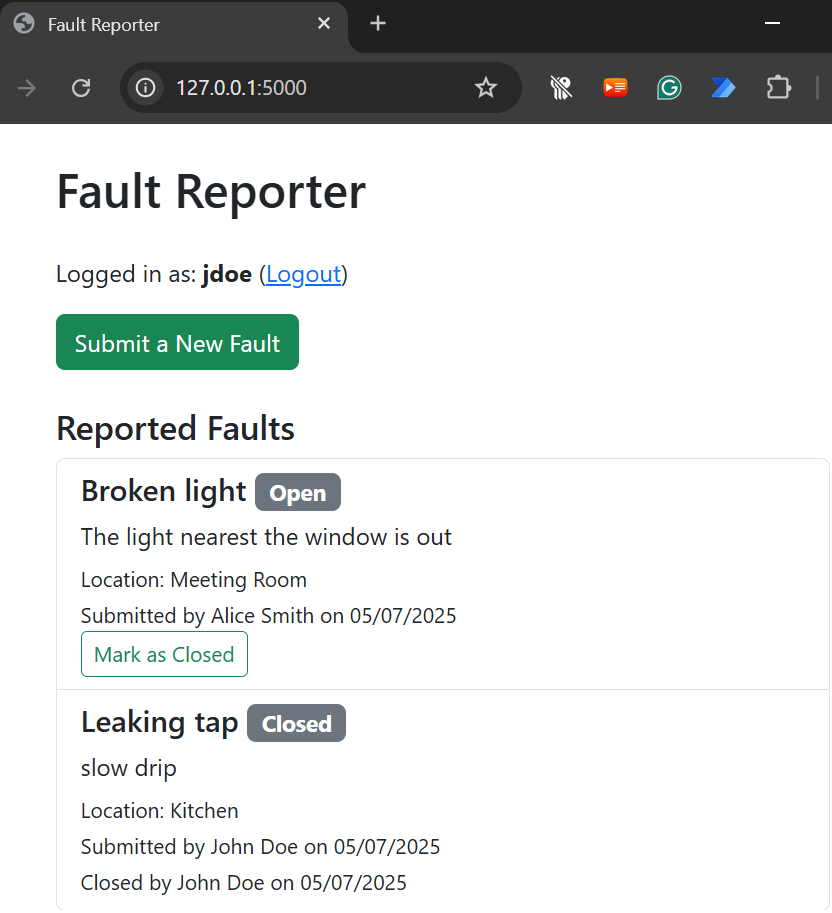 Fault Reporter
127.0.0.1:5000
Fault Reporter
Logged in as: jdoe (Logout)
Submit a New Fault
Reported Faults
Broken light Open
The light nearest the window is out
Location: Meeting Room
Submitted by Alice Smith on 05/07/2025
Mark as Closed
Leaking tap Closed
slow drip
Location: Kitchen
Submitted by John Doe on 05/07/2025
Closed by John Doe on 05/07/2025